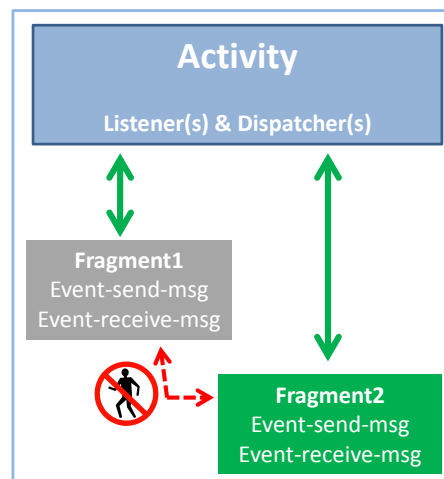 Activity
Listener(s) & Dispatcher(s)
Fragment1
Event-send-msg
Event-receive-msg
Fragment2
Event-send-msg
Event-receive-msg